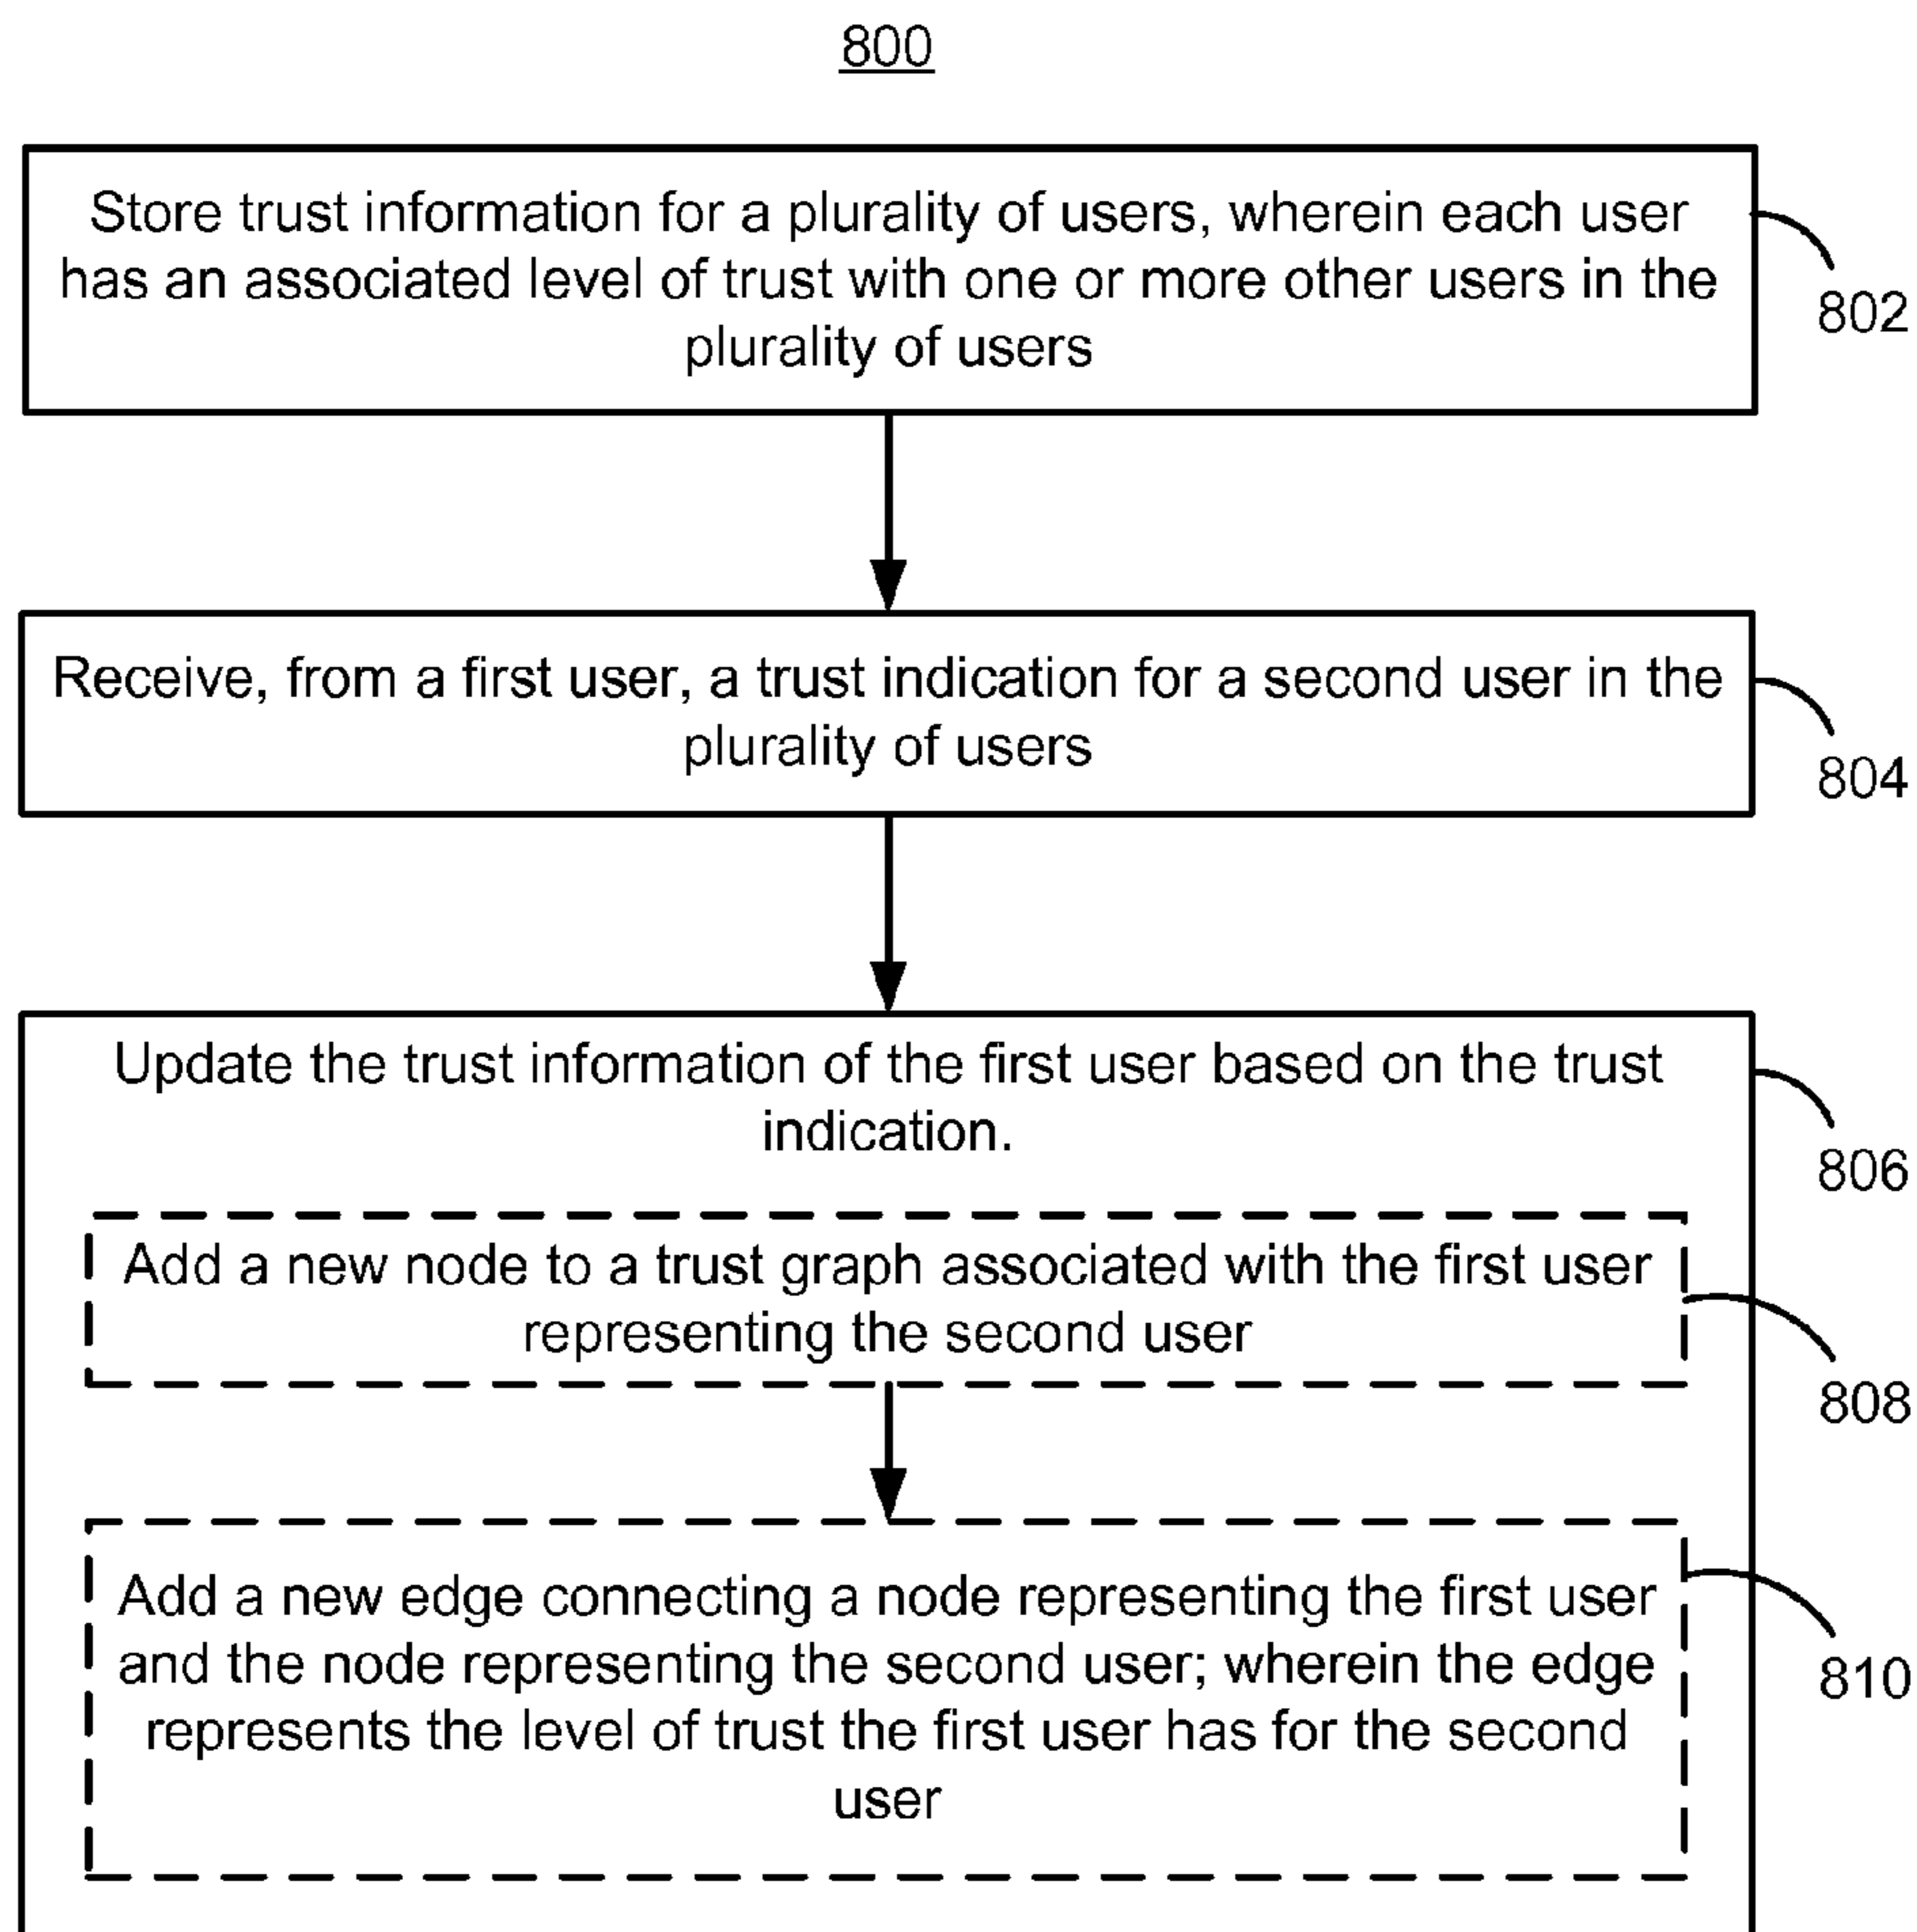 800
Store trust information for a plurality of users, wherein each user
has an associated level of trust with one or more other users in the
plurality of users
802
Receive, from a first user, a trust indication for a second user in the
plurality of users
804
Update the trust information of the first user based on the trust
indication.
806
Add a new node to a trust graph associated with the first user
representing the second user
808
Add a new edge connecting a node representing the first user
and the node representing the second user; wherein the edge
represents the level of trust the first user has for the second
user
810